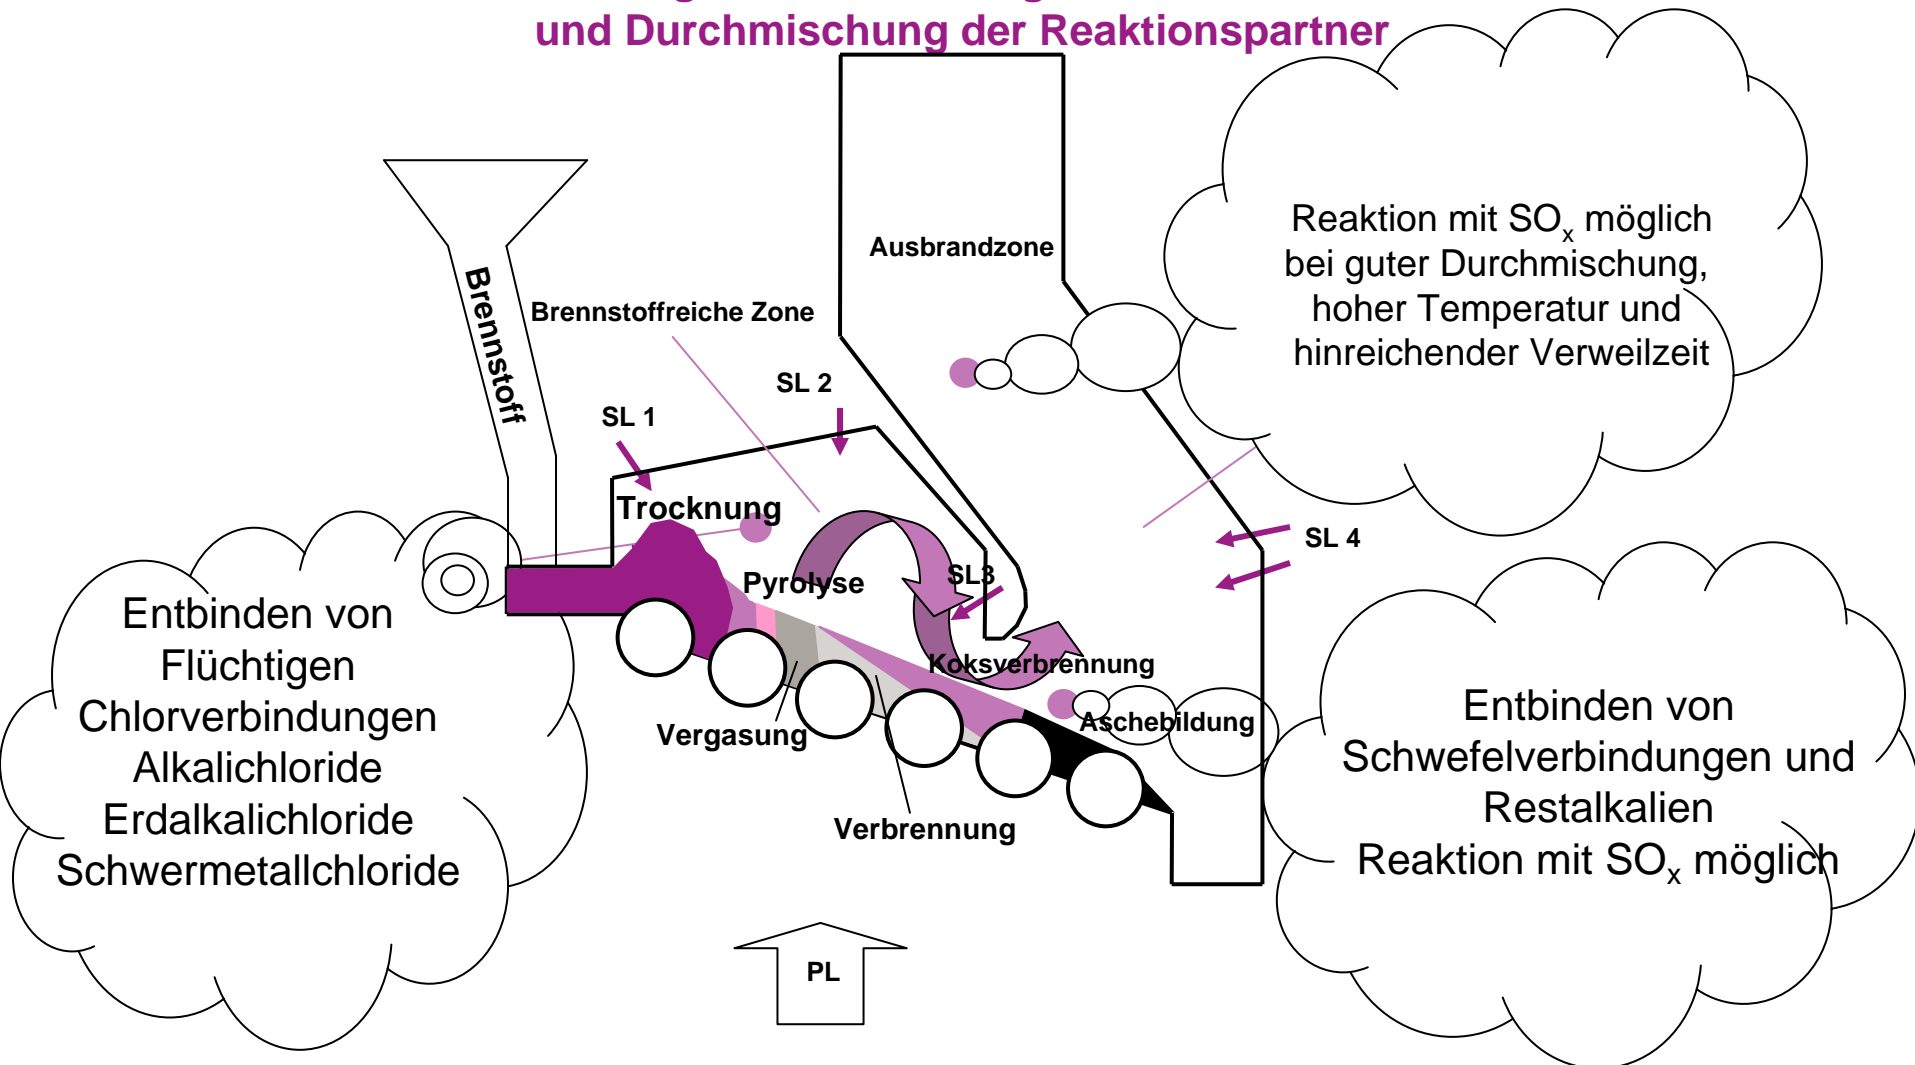 und Durchmischung der Reaktionspartner
Brennstoff
Ausbrandzone
Brennstoffreiche Zone
SL 2
SL 1
Trocknung
Pyrolyse
SL3
SL 4
Koksverbrennung
Aschebildung
Vergasung
Verbrennung
PL
Reaktion mit SOx möglich
bei guter Durchmischung,
hoher Temperatur und
hinreichender Verweilzeit
Entbinden von
Flüchtigen
Chlorverbindungen
Alkalichloride
Erdalkalichloride
Schwermetallchloride
Entbinden von
Schwefelverbindungen und
Restalkalien
Reaktion mit SOx möglich